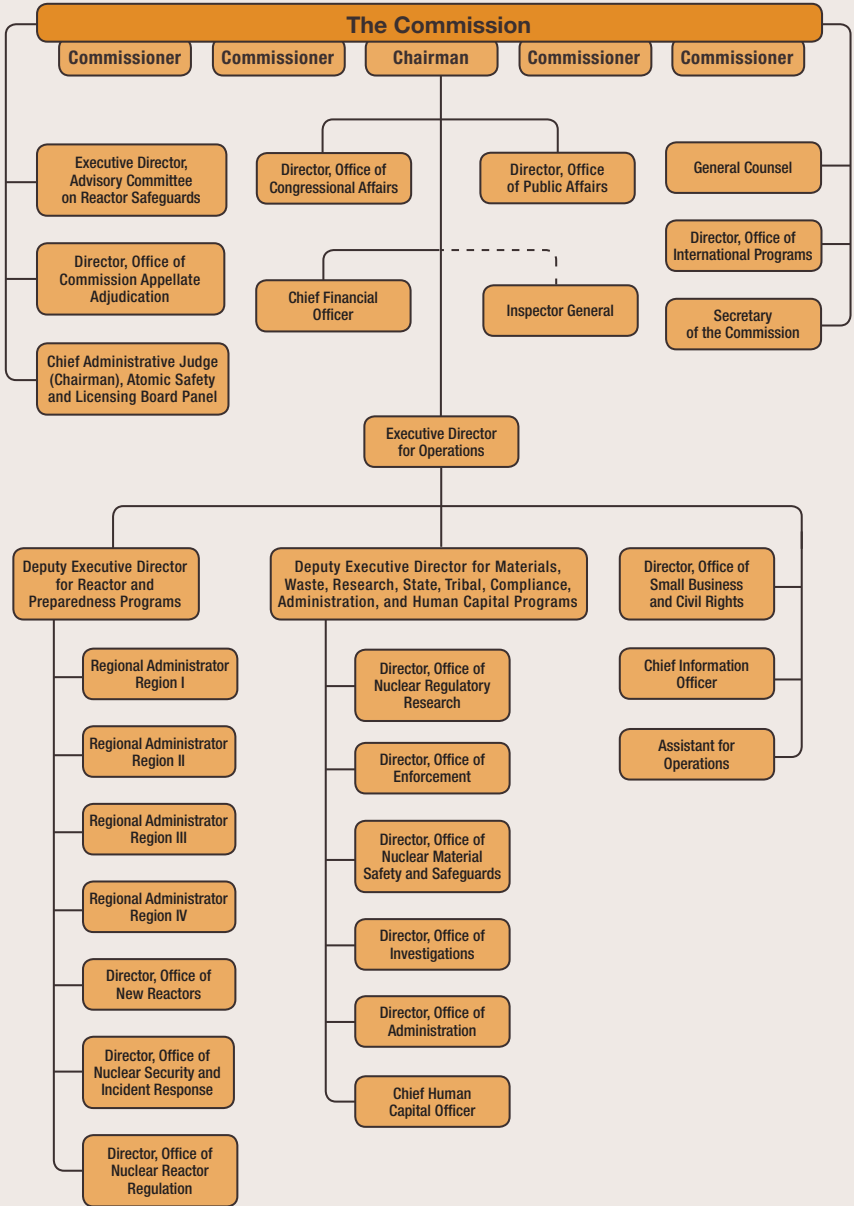 The Commission
Commissioner
Commissioner
Chairman
Commissioner
Commissioner
Executive Director,
Advisory Committee
on Reactor Safeguards
Director, Office of
Commission Appellate
Adjudication
Chief Administrative Judge
(Chairman), Atomic Safety
and Licensing Board Panel
Director, Office of
Congressional Affairs
Director, Office
of Public Affairs
Chief Financial
Officer
Inspector General
General Counsel
Director, Office of
International Programs
Secretary
of the Commission
Executive Director
for Operations
Deputy Executive Director
for Reactor and
Preparedness Programs
Regional Administrator
Region I
Regional Administrator
Region II
Regional Administrator
Region III
Regional Administrator
Region IV
Director, Office of
New Reactors
Director, Office of
Nuclear Security and
Incident Response
Director, Office of
Nuclear Reactor
Regulation
Deputy Executive Director for Materials,
Waste, Research, State, Tribal, Compliance,
Administration, and Human Capital Programs
Director, Office of
Nuclear Regulatory
Research
Director, Office of
Enforcement
Director, Office of
Nuclear Material
Safety and Safeguards
Director, Office of
Investigations
Director, Office of
Administration
Chief Human
Capital Officer
Director, Office of
Small Business
and Civil Rights
Chief Information
Officer
Assistant for
Operations